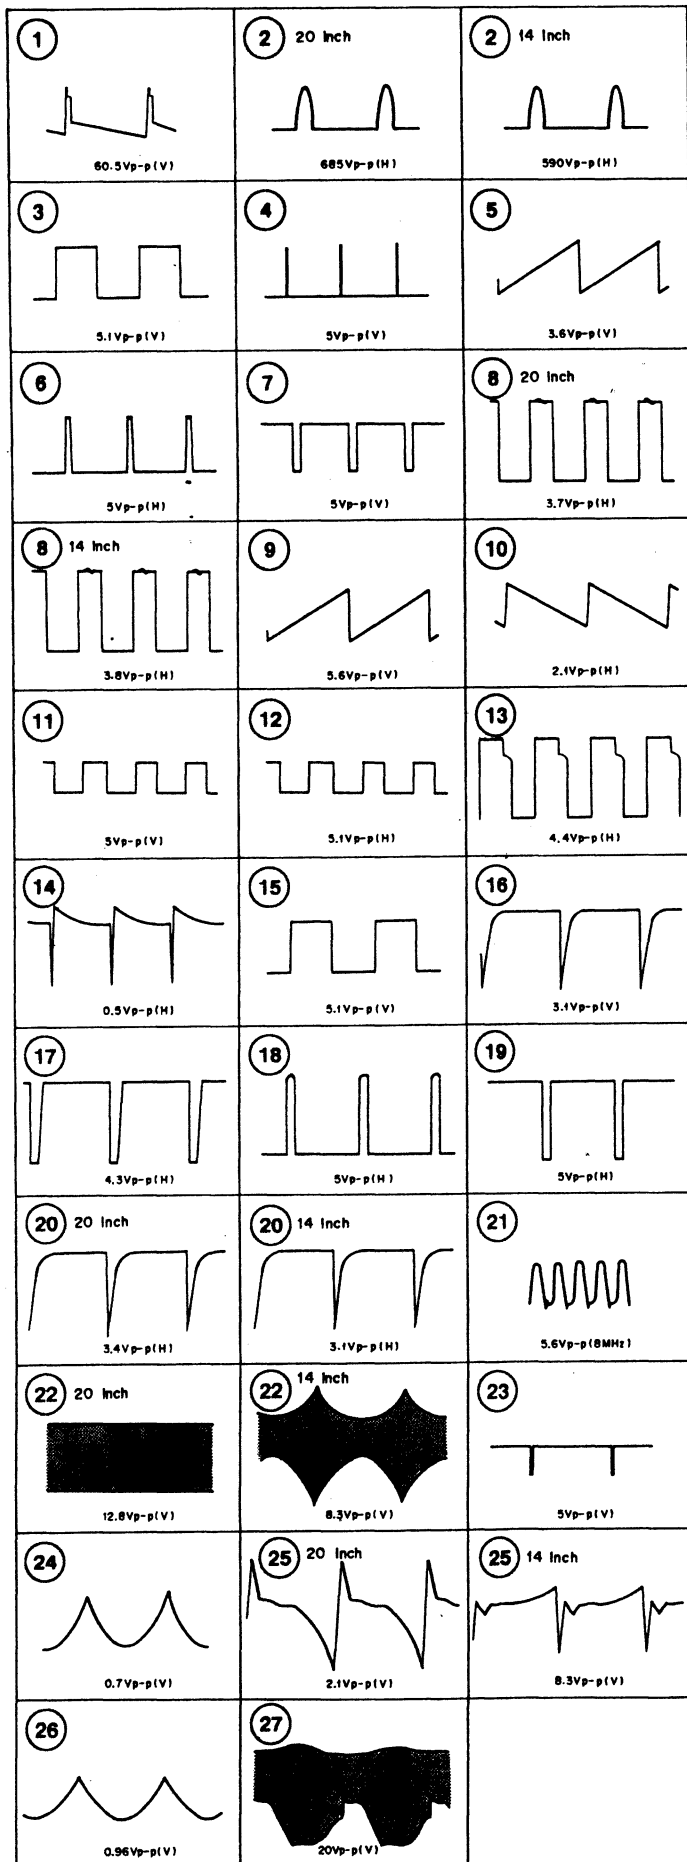 1
60.5Vp-p(V)
2 20 Inch
685Vp-p(H)
2 14 Inch
590Vp-p(H)
3
5.1Vp-p(V)
4
5Vp-p(V)
5
3.6Vp-p(V)
6
5Vp-p(H)
7
5Vp-p(V)
8 20 Inch
3.7Vp-p(H)
8 14 Inch
3.8Vp-p(H)
9
5.6Vp-p(V)
10
2.1Vp-p(H)
11
5Vp-p(V)
12
5.1Vp-p(H)
13
4.4Vp-p(H)
14
0.5Vp-p(H)
15
5.1Vp-p(V)
16
3.1Vp-p(V)
17
4.3Vp-p(H)
18
5Vp-p(H)
19
5Vp-p(H)
20 20 Inch
3.4Vp-p(H)
20 14 Inch
3.1Vp-p(H)
21
5.6Vp-p(8MHz)
22 20 Inch
12.8Vp-p(V)
22 14 Inch
8.3Vp-p(V)
23
5Vp-p(V)
24
0.7Vp-p(V)
25 20 Inch
2.1Vp-p(V)
25 14 Inch
8.3Vp-p(V)
26
0.96Vp-p(V)
27
20Vp-p(V)